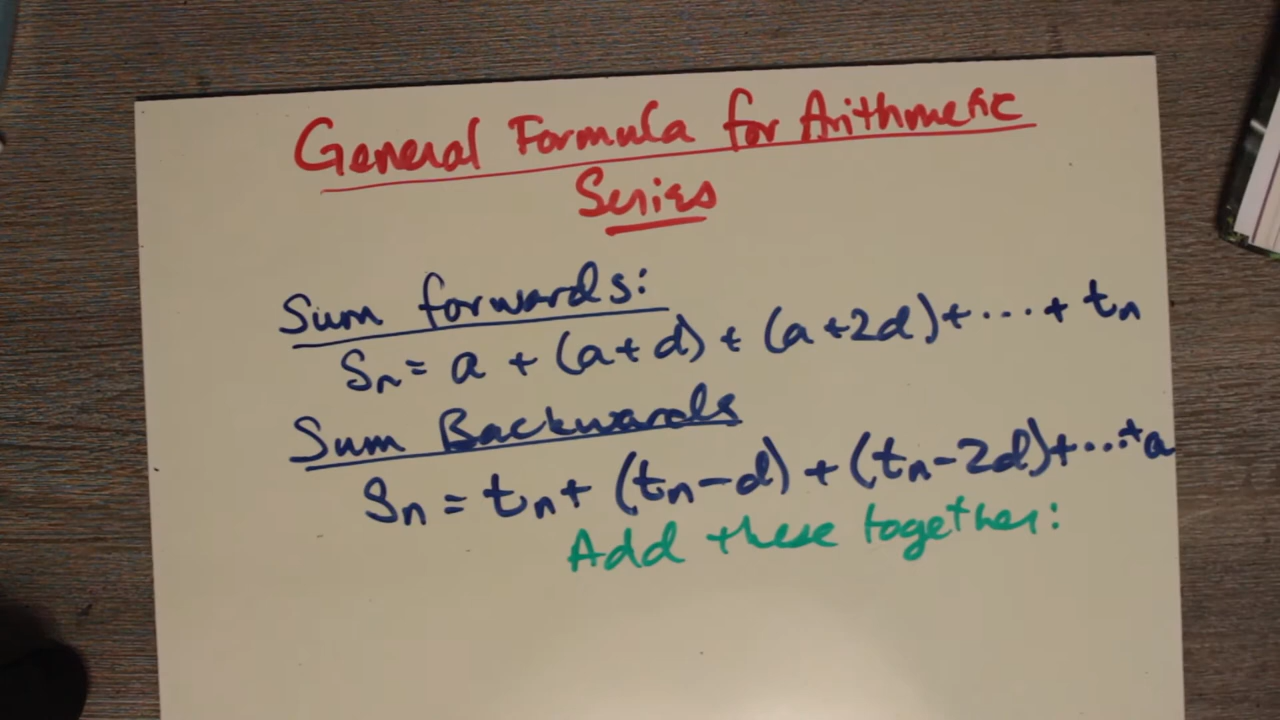 General Formula for Arithmetic
Series
Sum forwards:
Sn = a + (a+d) + (a+2d) + ... + tn
Sum Backwards
Sn = tn + (tn-d) + (tn-2d) + ... + a
Add these together: